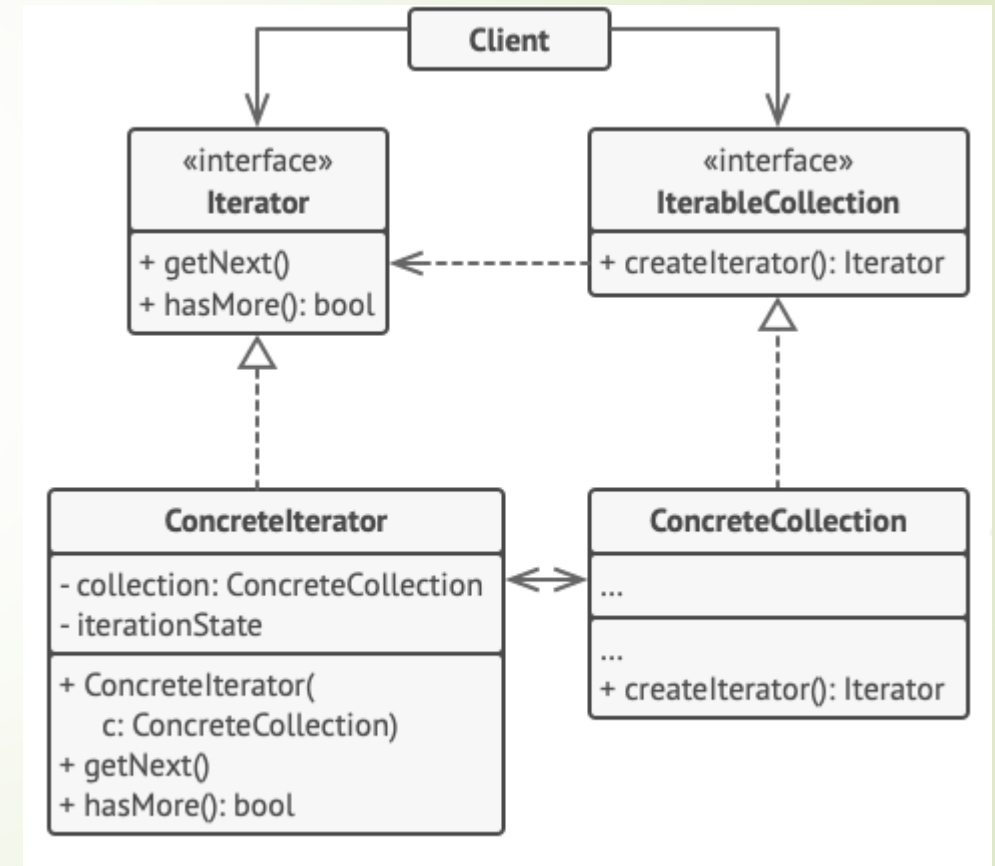 Client
«interface»
Iterator
+ getNext()
+ hasMore(): bool
«interface»
IterableCollection
+ createIterator(): Iterator
ConcreteIterator
- collection: ConcreteCollection
- iterationState
+ ConcreteIterator(
c: ConcreteCollection)
+ getNext()
+ hasMore(): bool
ConcreteCollection
...
...
+ createIterator(): Iterator